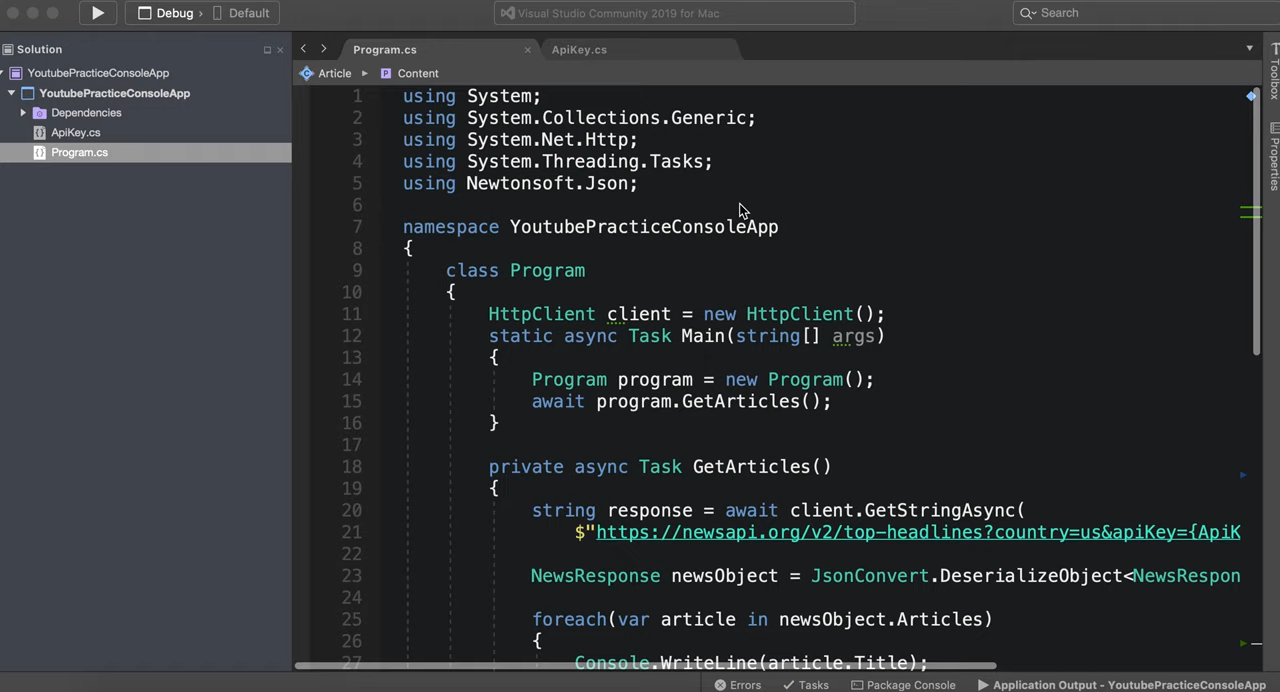 Debug › Default
Visual Studio Community 2019 for Mac
Search
Solution
Program.cs
ApiKey.cs
YoutubePracticeConsoleApp
YoutubePracticeConsoleApp
Dependencies
ApiKey.cs
Program.cs
Article ▸ Content
1 using System;
2 using System.Collections.Generic;
3 using System.Net.Http;
4 using System.Threading.Tasks;
5 using Newtonsoft.Json;
6
7 namespace YoutubePracticeConsoleApp
8 {
9 class Program
10 {
11 HttpClient client = new HttpClient();
12 static async Task Main(string[] args)
13 {
14 Program program = new Program();
15 await program.GetArticles();
16 }
17
18 private async Task GetArticles()
19 {
20 string response = await client.GetStringAsync(
21 $"https://newsapi.org/v2/top-headlines?country=us&apiKey={ApiK
22
23 NewsResponse newsObject = JsonConvert.DeserializeObject<NewsRespon
24
25 foreach(var article in newsObject.Articles)
26 {
27 Console.WriteLine(article.Title);
Toolbox
Properties
Errors
Tasks
Package Console
Application Output - YoutubePracticeConsoleApp